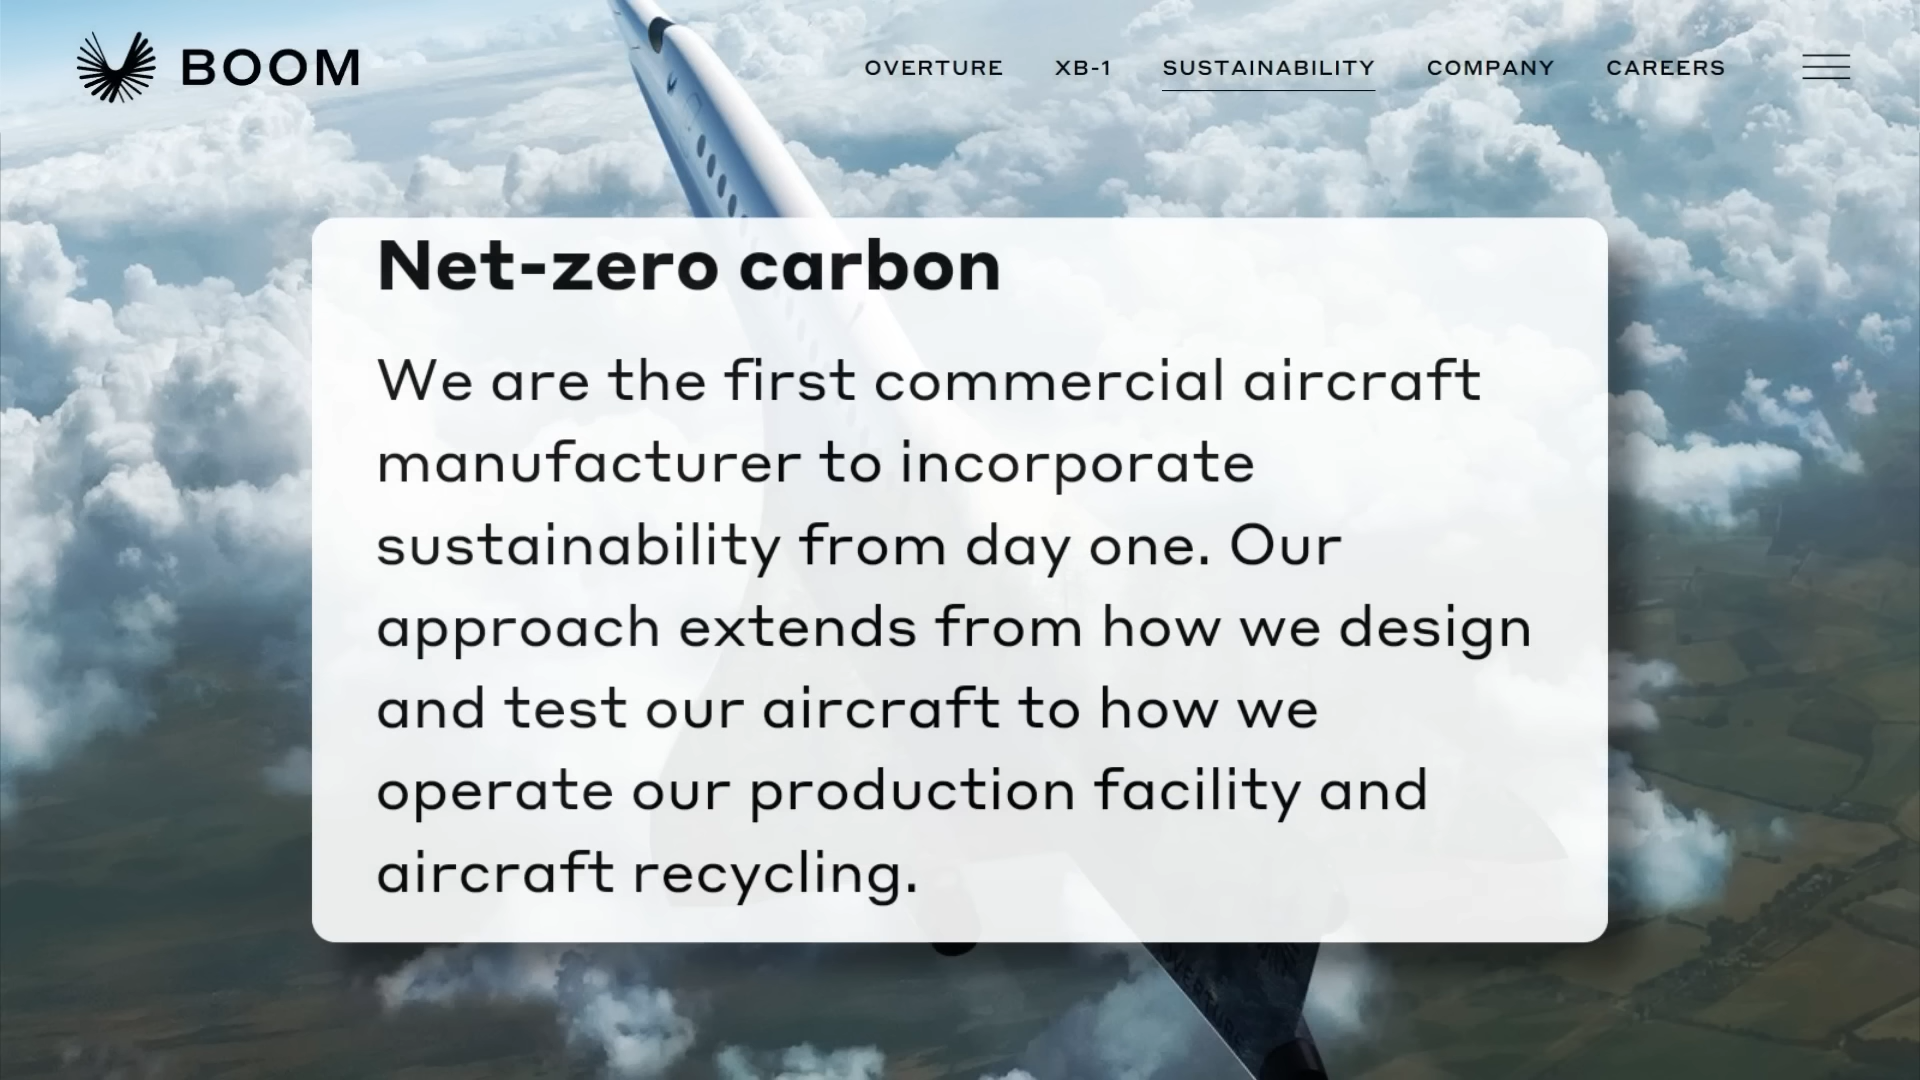 BOOM
OVERTURE XB-1 SUSTAINABILITY COMPANY CAREERS
Net-zero carbon
We are the first commercial aircraft
manufacturer to incorporate
sustainability from day one. Our
approach extends from how we design
and test our aircraft to how we
operate our production facility and
aircraft recycling.
OVERTURE